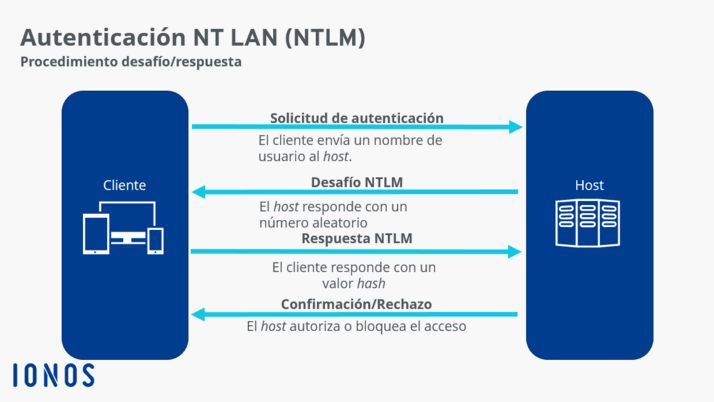 Autenticación NT LAN (NTLM)
Procedimiento desafío/respuesta
Solicitud de autenticación
El cliente envía un nombre de
usuario al host.
Cliente
Desafío NTLM
Host
El host responde con un
número aleatorio
Respuesta NTLM
El cliente responde con un
valor hash
Confirmación/Rechazo
El host autoriza o bloquea el acceso
IONOS